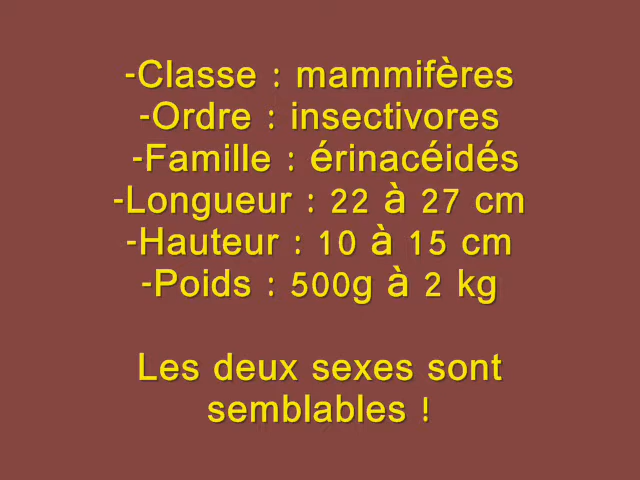 -Classe : mammifères
-Ordre : insectivores
-Famille : érinacéidés
-Longueur : 22 à 27 cm
-Hauteur : 10 à 15 cm
-Poids : 500g à 2 kg
Les deux sexes sont
semblables !